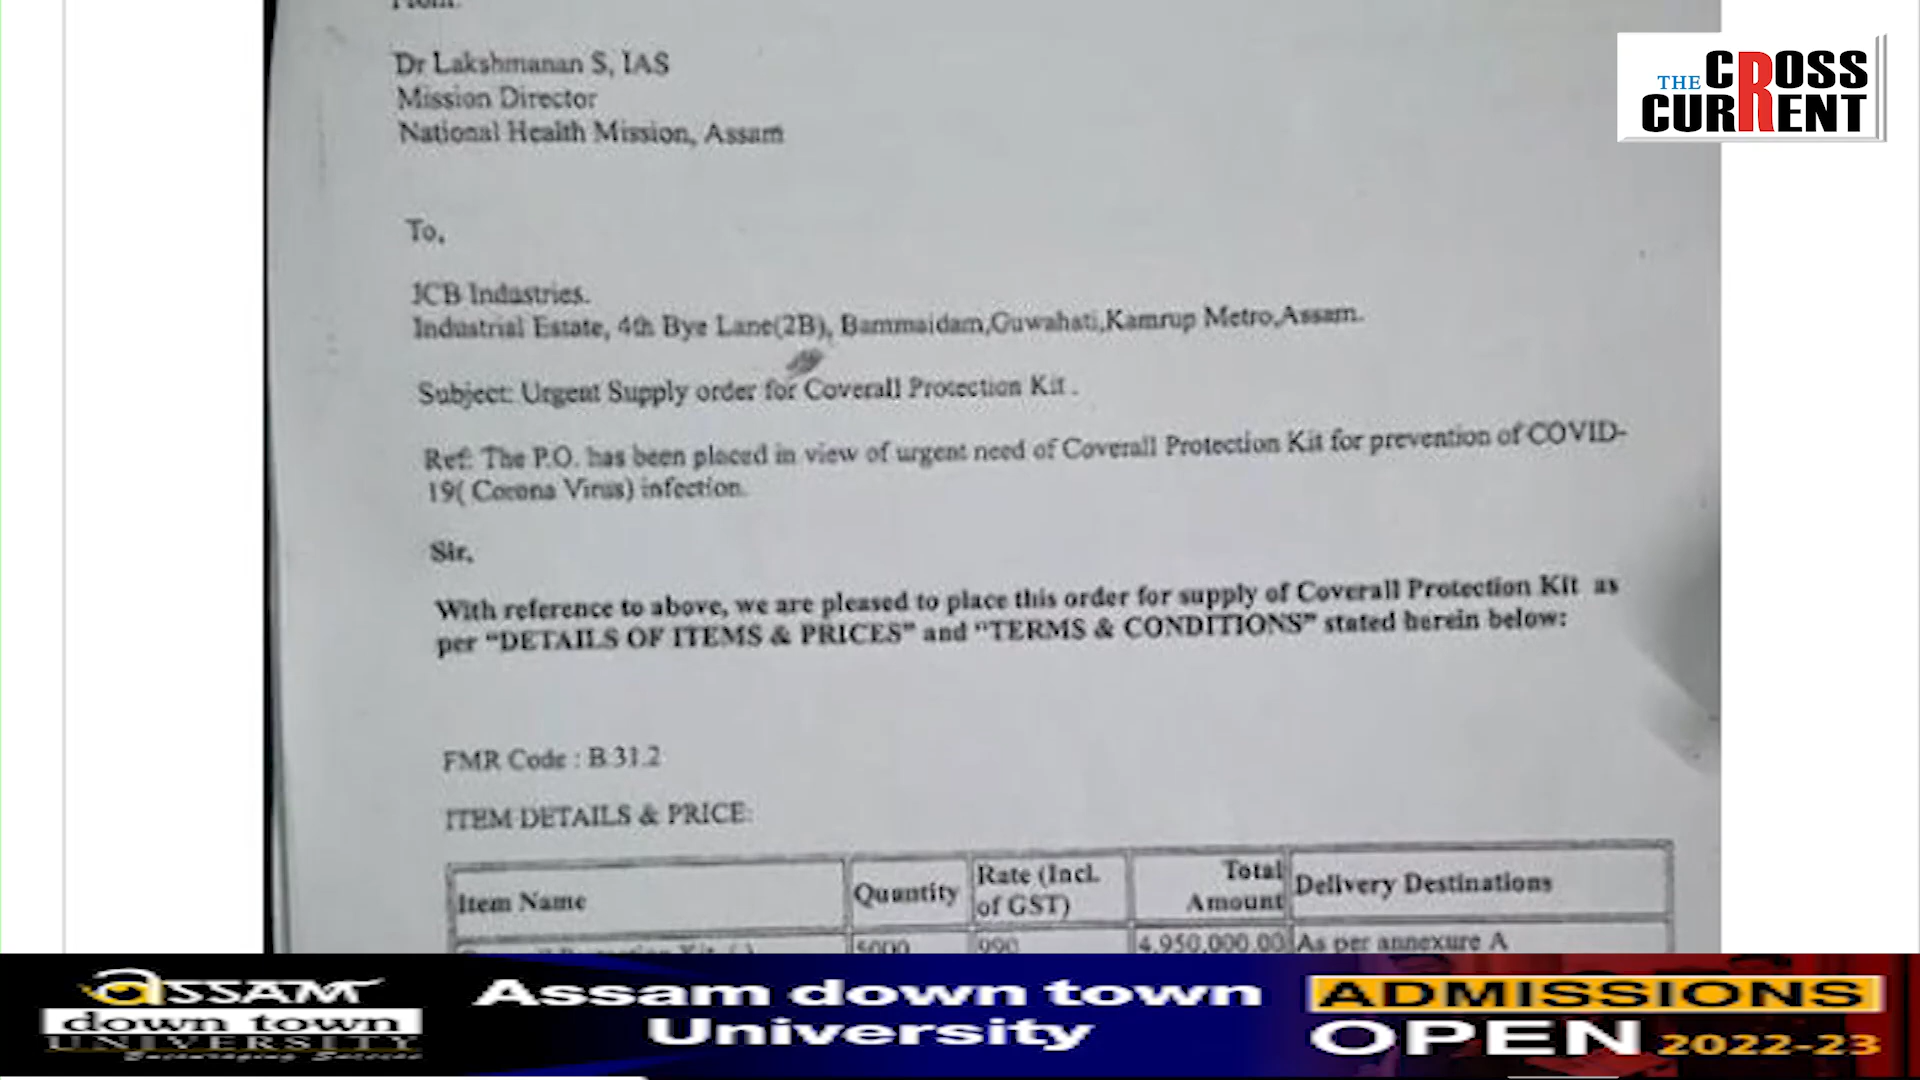 From:
Dr Lakshmanan S, IAS
Mission Director
National Health Mission, Assam
THE CROSS
CURRENT
To,
JCB Industries.
Industrial Estate, 4th Bye Lane(2B), Bammaidam,Guwahati,Kamrup Metro,Assam.
Subject: Urgent Supply order for Coverall Protection Kit .
Ref: The P.O. has been placed in view of urgent need of Coverall Protection Kit for prevention of COVID-
19( Corona Virus) infection.
Sir,
With reference to above, we are pleased to place this order for supply of Coverall Protection Kit as
per "DETAILS OF ITEMS & PRICES" and "TERMS & CONDITIONS" stated herein below:
FMR Code : B 31.2
ITEM DETAILS & PRICE:
Item Name Quantity Rate (Incl. of GST) Total Amount Delivery Destinations
5000 990 4,950,000.00 As per annexure A
ASSAM
down town
UNIVERSITY
Assam down town
University
ADMISSIONS
OPEN 2022-23